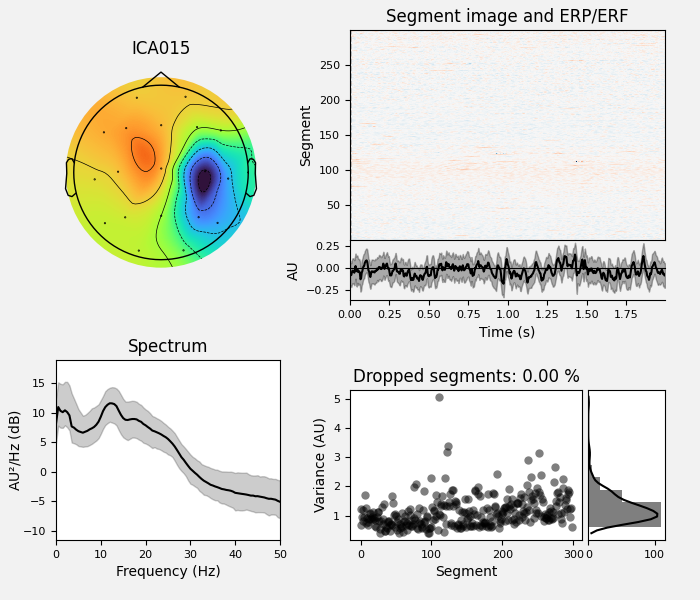 ICA015
Segment image and ERP/ERF
Segment
250
200
150
100
50
AU
0.25
0.00
−0.25
0.00 0.25 0.50 0.75 1.00 1.25 1.50 1.75
Time (s)
Spectrum
AU²/Hz (dB)
15
10
5
0
−5
−10
0 10 20 30 40 50
Frequency (Hz)
Dropped segments: 0.00 %
Variance (AU)
5
4
3
2
1
0 100 200 300
Segment
0 100